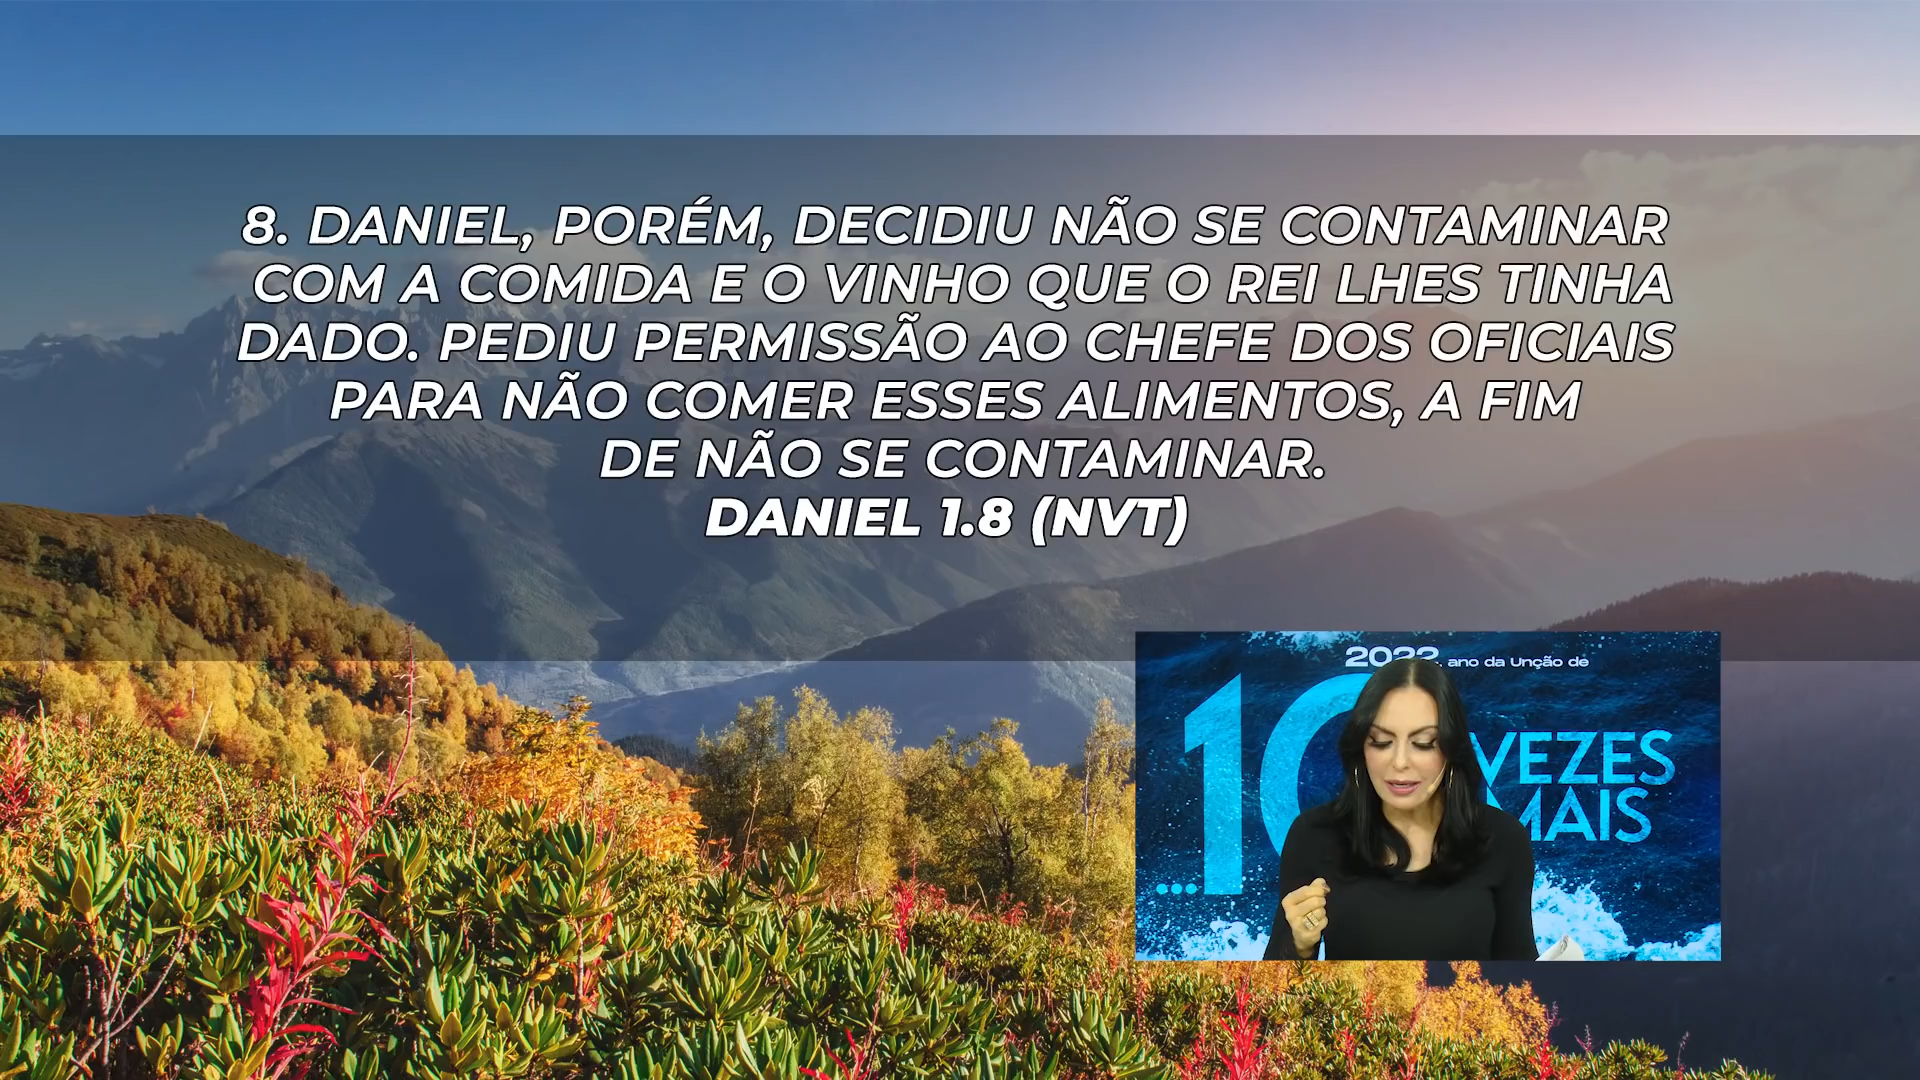 8. DANIEL, PORÉM, DECIDIU NÃO SE CONTAMINAR
COM A COMIDA E O VINHO QUE O REI LHES TINHA
DADO. PEDIU PERMISSÃO AO CHEFE DOS OFICIAIS
PARA NÃO COMER ESSES ALIMENTOS, A FIM
DE NÃO SE CONTAMINAR.
DANIEL 1.8 (NVT)
2022, ano da Unção de
...10 VEZES
MAIS